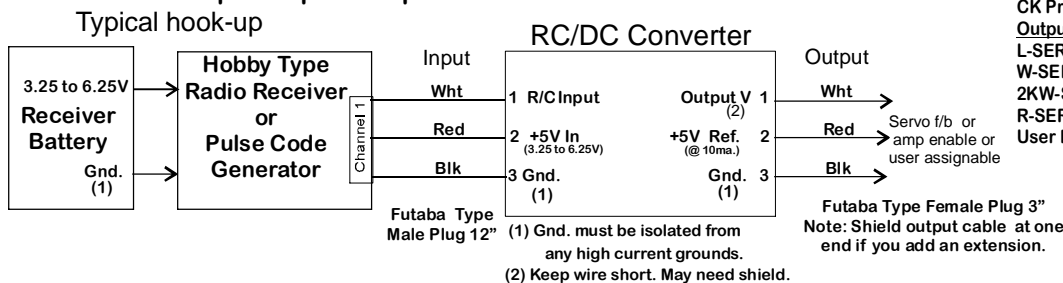 Typical hook-up
3.25 to 6.25V
Receiver
Battery
Gnd.
(1)
Hobby Type
Radio Receiver
or
Pulse Code
Generator
Channel 1
Input
Wht
Red
Blk
Futaba Type
Male Plug 12”
RC/DC Converter
1 R/C Input
2 +5V In
(3.25 to 6.25V)
3 Gnd.
(1)
Output V 1
(2)
+5V Ref. 2
(@ 10ma.)
Gnd. 3
(1)
(1) Gnd. must be isolated from
any high current grounds.
(2) Keep wire short. May need shield.
Output
Wht
Red
Blk
Servo f/b or
amp enable or
user assignable
Futaba Type Female Plug 3”
Note: Shield output cable at one
end if you add an extension.
CK
L-SER
2KW-
User